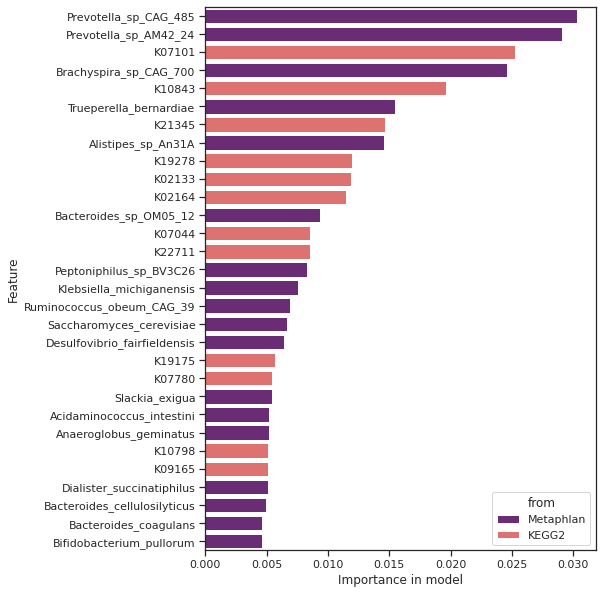 Prevotella_sp_CAG_485
Prevotella_sp_AM42_24
K07101
Brachyspira_sp_CAG_700
K10843
Trueperella_bernardiae
K21345
Alistipes_sp_An31A
K19278
K02133
K02164
Bacteroides_sp_OM05_12
K07044
K22711
Peptoniphilus_sp_BV3C26
Klebsiella_michiganensis
Ruminococcus_obeum_CAG_39
Saccharomyces_cerevisiae
Desulfovibrio_fairfieldensis
K19175
K07780
Slackia_exigua
Acidaminococcus_intestini
Anaeroglobus_geminatus
K10798
K09165
Dialister_succinatiphilus
Bacteroides_cellulosilyticus
Bacteroides_coagulans
Bifidobacterium_pullorum
Feature
from
Metaphlan
KEGG2
0.000 0.005 0.010 0.015 0.020 0.025 0.030
Importance in model